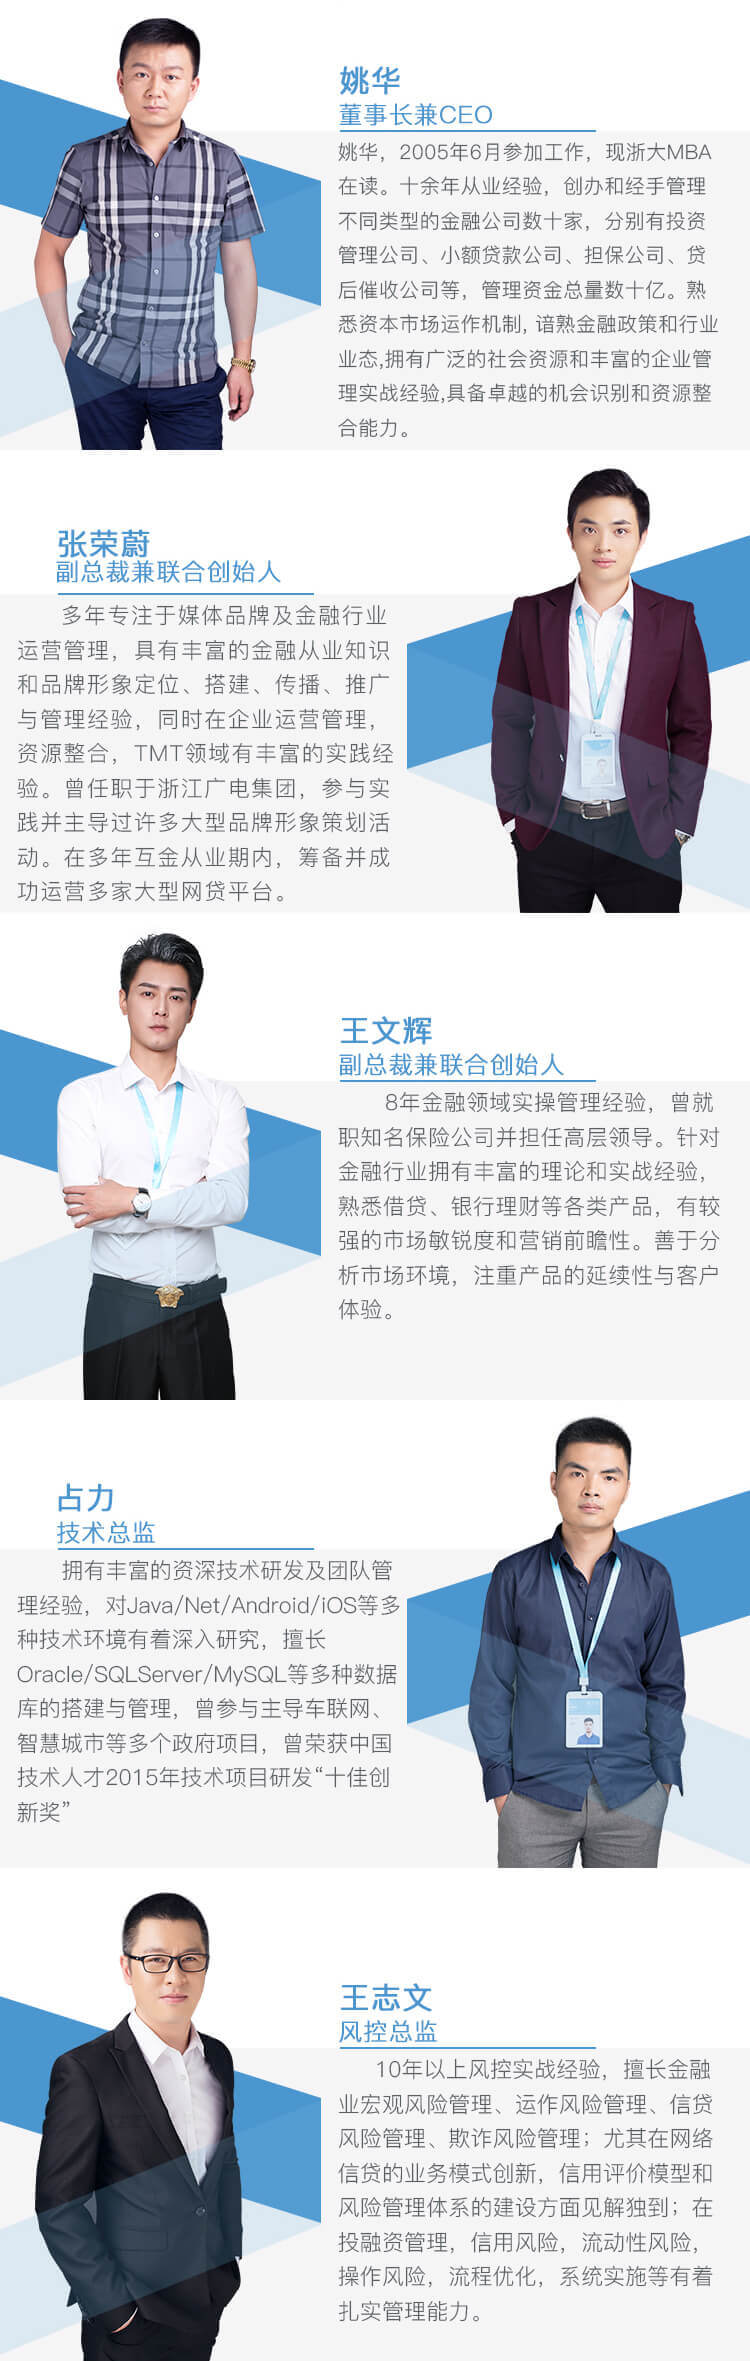 姚华
董事长兼CEO
姚华，2005年6月参加工作，现浙大MBA
在读。十余年从业经验，创办和经手管理
不同类型的金融公司数十家，分别有投资
管理公司、小额贷款公司、担保公司、贷
后催收公司等，管理资金总量数十亿。熟
悉资本市场运作机制, 谙熟金融政策和行业
业态,拥有广泛的社会资源和丰富的企业管
理实战经验,具备卓越的机会识别和资源整
合能力。
张荣蔚
副总裁兼联合创始人
多年专注于媒体品牌及金融行业
运营管理，具有丰富的金融从业知识
和品牌形象定位、搭建、传播、推广
与管理经验，同时在企业运营管理，
资源整合，TMT领域有丰富的实践经
验。曾任职于浙江广电集团，参与实
践并主导过许多大型品牌形象策划活
动。在多年互金从业期内，筹备并成
功运营多家大型网贷平台。
王文辉
副总裁兼联合创始人
8年金融领域实操管理经验，曾就
职知名保险公司并担任高层领导。针对
金融行业拥有丰富的理论和实战经验，
熟悉借贷、银行理财等各类产品，有较
强的市场敏锐度和营销前瞻性。善于分
析市场环境，注重产品的延续性与客户
体验。
占力
技术总监
拥有丰富的资深技术研发及团队管
理经验，对Java/Net/Android/iOS等多
种技术环境有着深入研究，擅长
Oracle/SQLServer/MySQL等多种数据
库的搭建与管理，曾参与主导车联网、
智慧城市等多个政府项目，曾荣获中国
技术人才2015年技术项目研发“十佳创
新奖”
王志文
风控总监
10年以上风控实战经验，擅长金融
业宏观风险管理、运作风险管理、信贷
风险管理、欺诈风险管理；尤其在网络
信贷的业务模式创新，信用评价模型和
风险管理体系的建设方面见解独到；在
投融资管理，信用风险，流动性风险，
操作风险，流程优化，系统实施等有着
扎实管理能力。